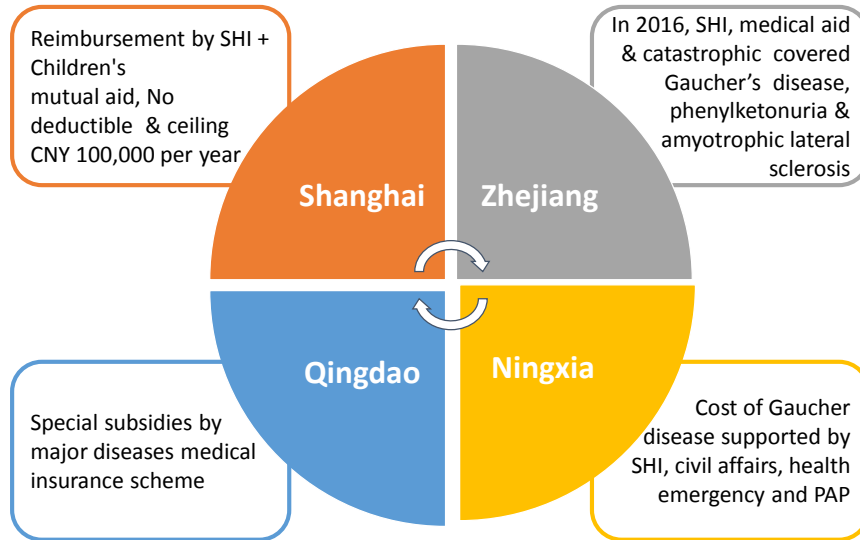 Reimbursement by SHI +
Children's
mutual aid, No
deductible & ceiling
CNY 100,000 per year
In 2016, SHI, medical aid
& catastrophic covered
Gaucher's disease,
phenylketonuria &
amyotrophic lateral
sclerosis
Shanghai
Zhejiang
Qingdao
Ningxia
Special subsidies by
major diseases medical
insurance scheme
Cost of Gaucher
disease supported by
SHI, civil affairs, health
emergency and PAP